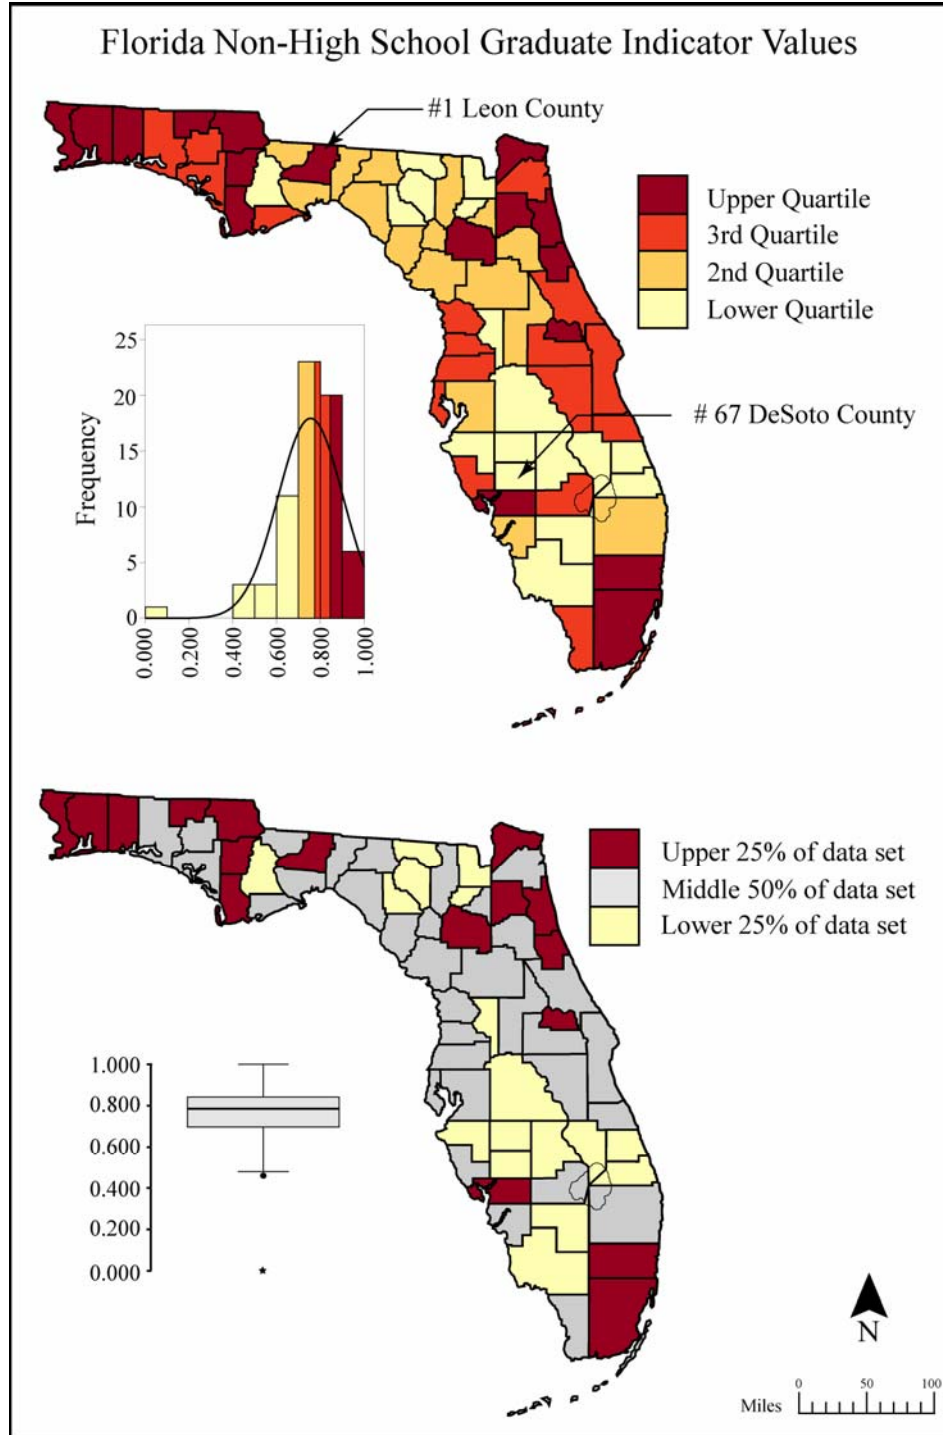 Florida Non-High School Graduate Indicator Values
#1 Leon County
Upper Quartile
3rd Quartile
2nd Quartile
Lower Quartile
# 67 DeSoto County
Frequency
25
20
15
10
5
0
0.000
0.200
0.400
0.600
0.800
1.000
Upper 25% of data set
Middle 50% of data set
Lower 25% of data set
1.000
0.800
0.600
0.400
0.200
0.000
N
0 50 100
Miles